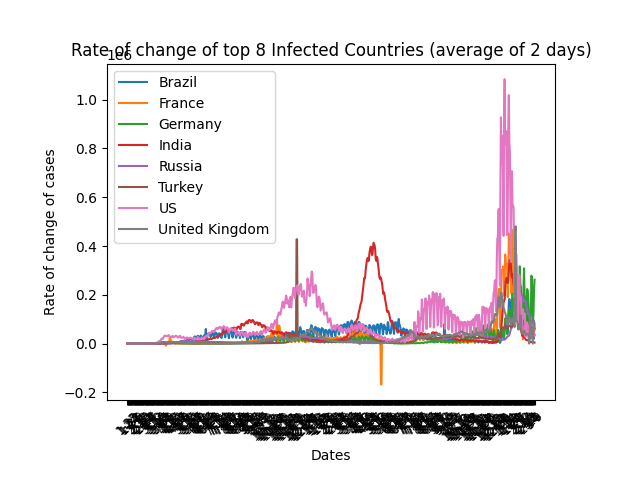 Rate of change of top 8 Infected Countries (average of 2 days)
1e6
Brazil
France
Germany
India
Russia
Turkey
US
United Kingdom
1.0
0.8
0.6
0.4
0.2
0.0
−0.2
Rate of change of cases
Dates